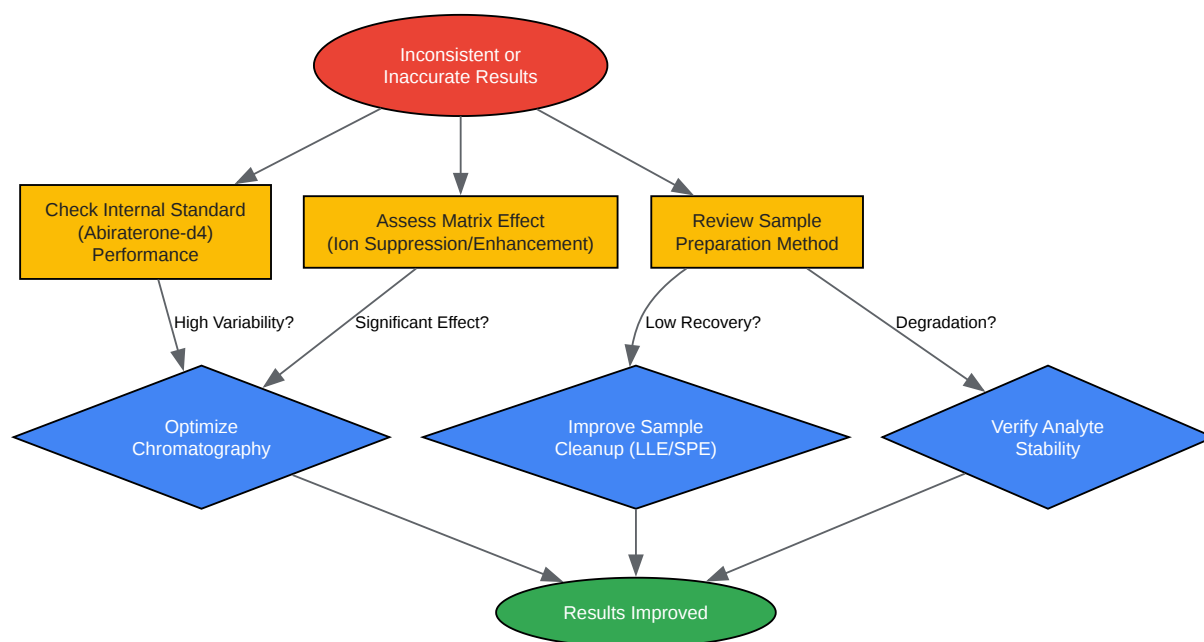 Inconsistent or
Inaccurate Results
Check Internal Standard
(Abiraterone-d4)
Performance
Assess Matrix Effect
(Ion Suppression/Enhancement)
Review Sample
Preparation Method
High Variability?
Significant Effect?
Low Recovery?
Degradation?
Optimize
Chromatography
Improve Sample
Cleanup (LLE/SPE)
Verify Analyte
Stability
Results Improved